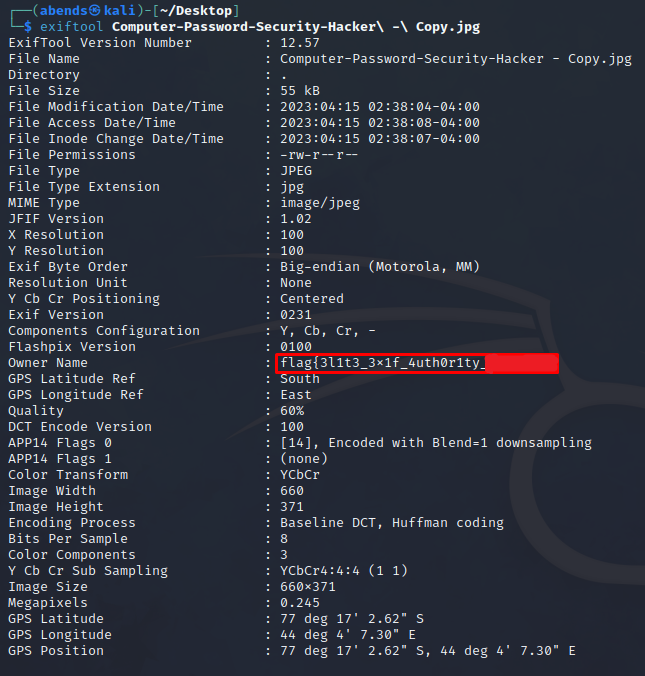 ┌──(abends㉿kali)-[~/Desktop]
└─$ exiftool Computer-Password-Security-Hacker\ -\ Copy.jpg
ExifTool Version Number : 12.57
File Name : Computer-Password-Security-Hacker - Copy.jpg
Directory : .
File Size : 55 kB
File Modification Date/Time : 2023:04:15 02:38:04-04:00
File Access Date/Time : 2023:04:15 02:38:08-04:00
File Inode Change Date/Time : 2023:04:15 02:38:07-04:00
File Permissions : -rw-r--r--
File Type : JPEG
File Type Extension : jpg
MIME Type : image/jpeg
JFIF Version : 1.02
X Resolution : 100
Y Resolution : 100
Exif Byte Order : Big-endian (Motorola, MM)
Resolution Unit : None
Y Cb Cr Positioning : Centered
Exif Version : 0231
Components Configuration : Y, Cb, Cr, -
Flashpix Version : 0100
Owner Name : flag{3l1t3_3×1f_4uth0r1ty_
GPS Latitude Ref : South
GPS Longitude Ref : East
Quality : 60%
DCT Encode Version : 100
APP14 Flags 0 : [14], Encoded with Blend=1 downsampling
APP14 Flags 1 : (none)
Color Transform : YCbCr
Image Width : 660
Image Height : 371
Encoding Process : Baseline DCT, Huffman coding
Bits Per Sample : 8
Color Components : 3
Y Cb Cr Sub Sampling : YCbCr4:4:4 (1 1)
Image Size : 660×371
Megapixels : 0.245
GPS Latitude : 77 deg 17' 2.62" S
GPS Longitude : 44 deg 4' 7.30" E
GPS Position : 77 deg 17' 2.62" S, 44 deg 4' 7.30" E